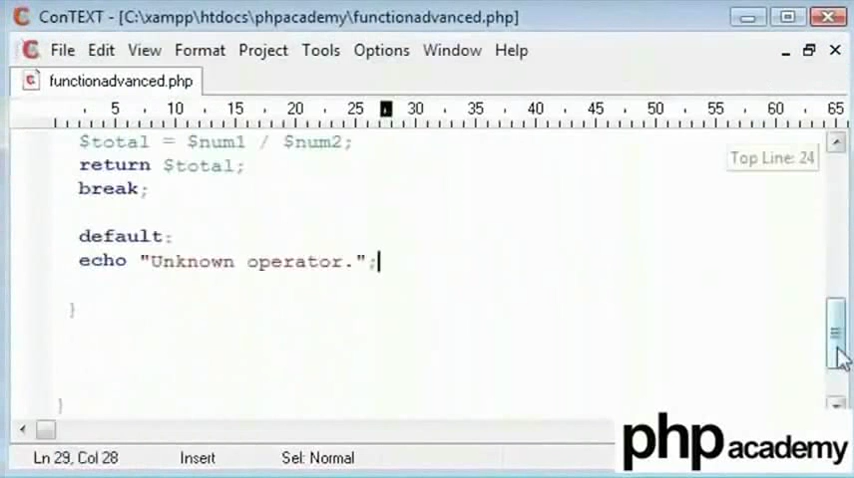 ConTEXT - [C:\xampp\htdocs\phpacademy\functionadvanced.php]
File Edit View Format Project Tools Options Window Help
functionadvanced.php
5 10 15 20 25 30 35 40 45 50 55 60 65
$total = $num1 / $num2;
Top Line: 24
return $total;
break;
default:
echo "Unknown operator.";
}
}
php academy
Ln 29, Col 28 Insert Sel: Normal